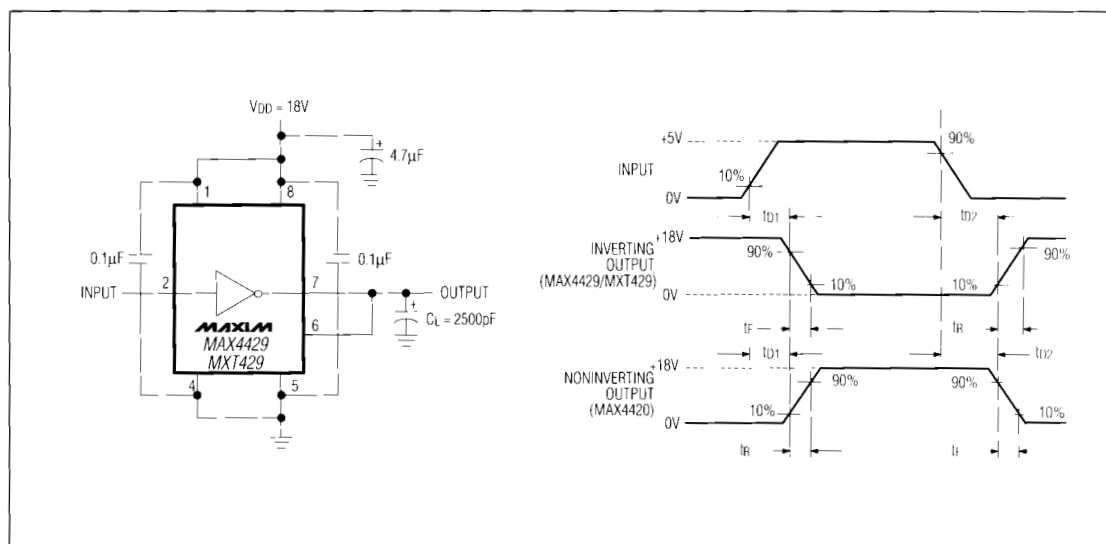 VDD = 18V
+
4.7µF
1
8
0.1µF
0.1µF
INPUT
2
7
OUTPUT
+
CL = 2500pF
6
MAXIM
MAX4429
MXT429
4
5
+5V
90%
INPUT
10%
0V
tD1
tD2
+18V
90%
90%
INVERTING
OUTPUT
(MAX4429/MXT429)
10%
10%
0V
tF
tR
tD1
tD2
+18V
90%
90%
NONINVERTING
OUTPUT
(MAX4420)
10%
10%
0V
tR
tF